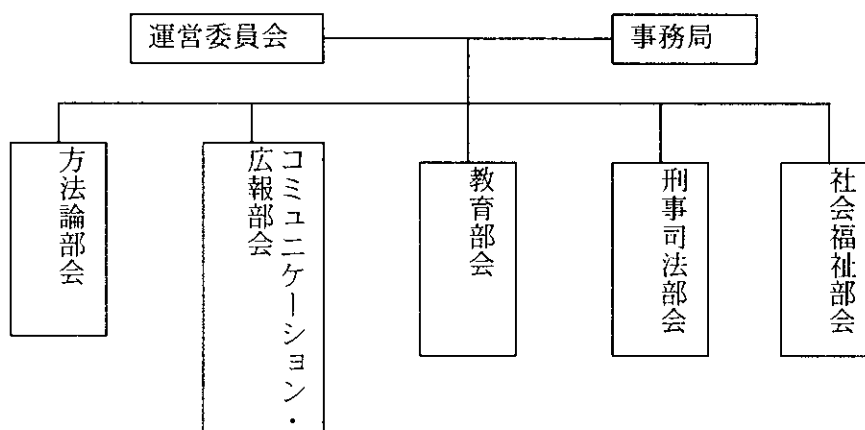 運営委員会
事務局
方法論部会
コミュニケーション・
広報部会
教育部会
刑事司法部会
社会福祉部会